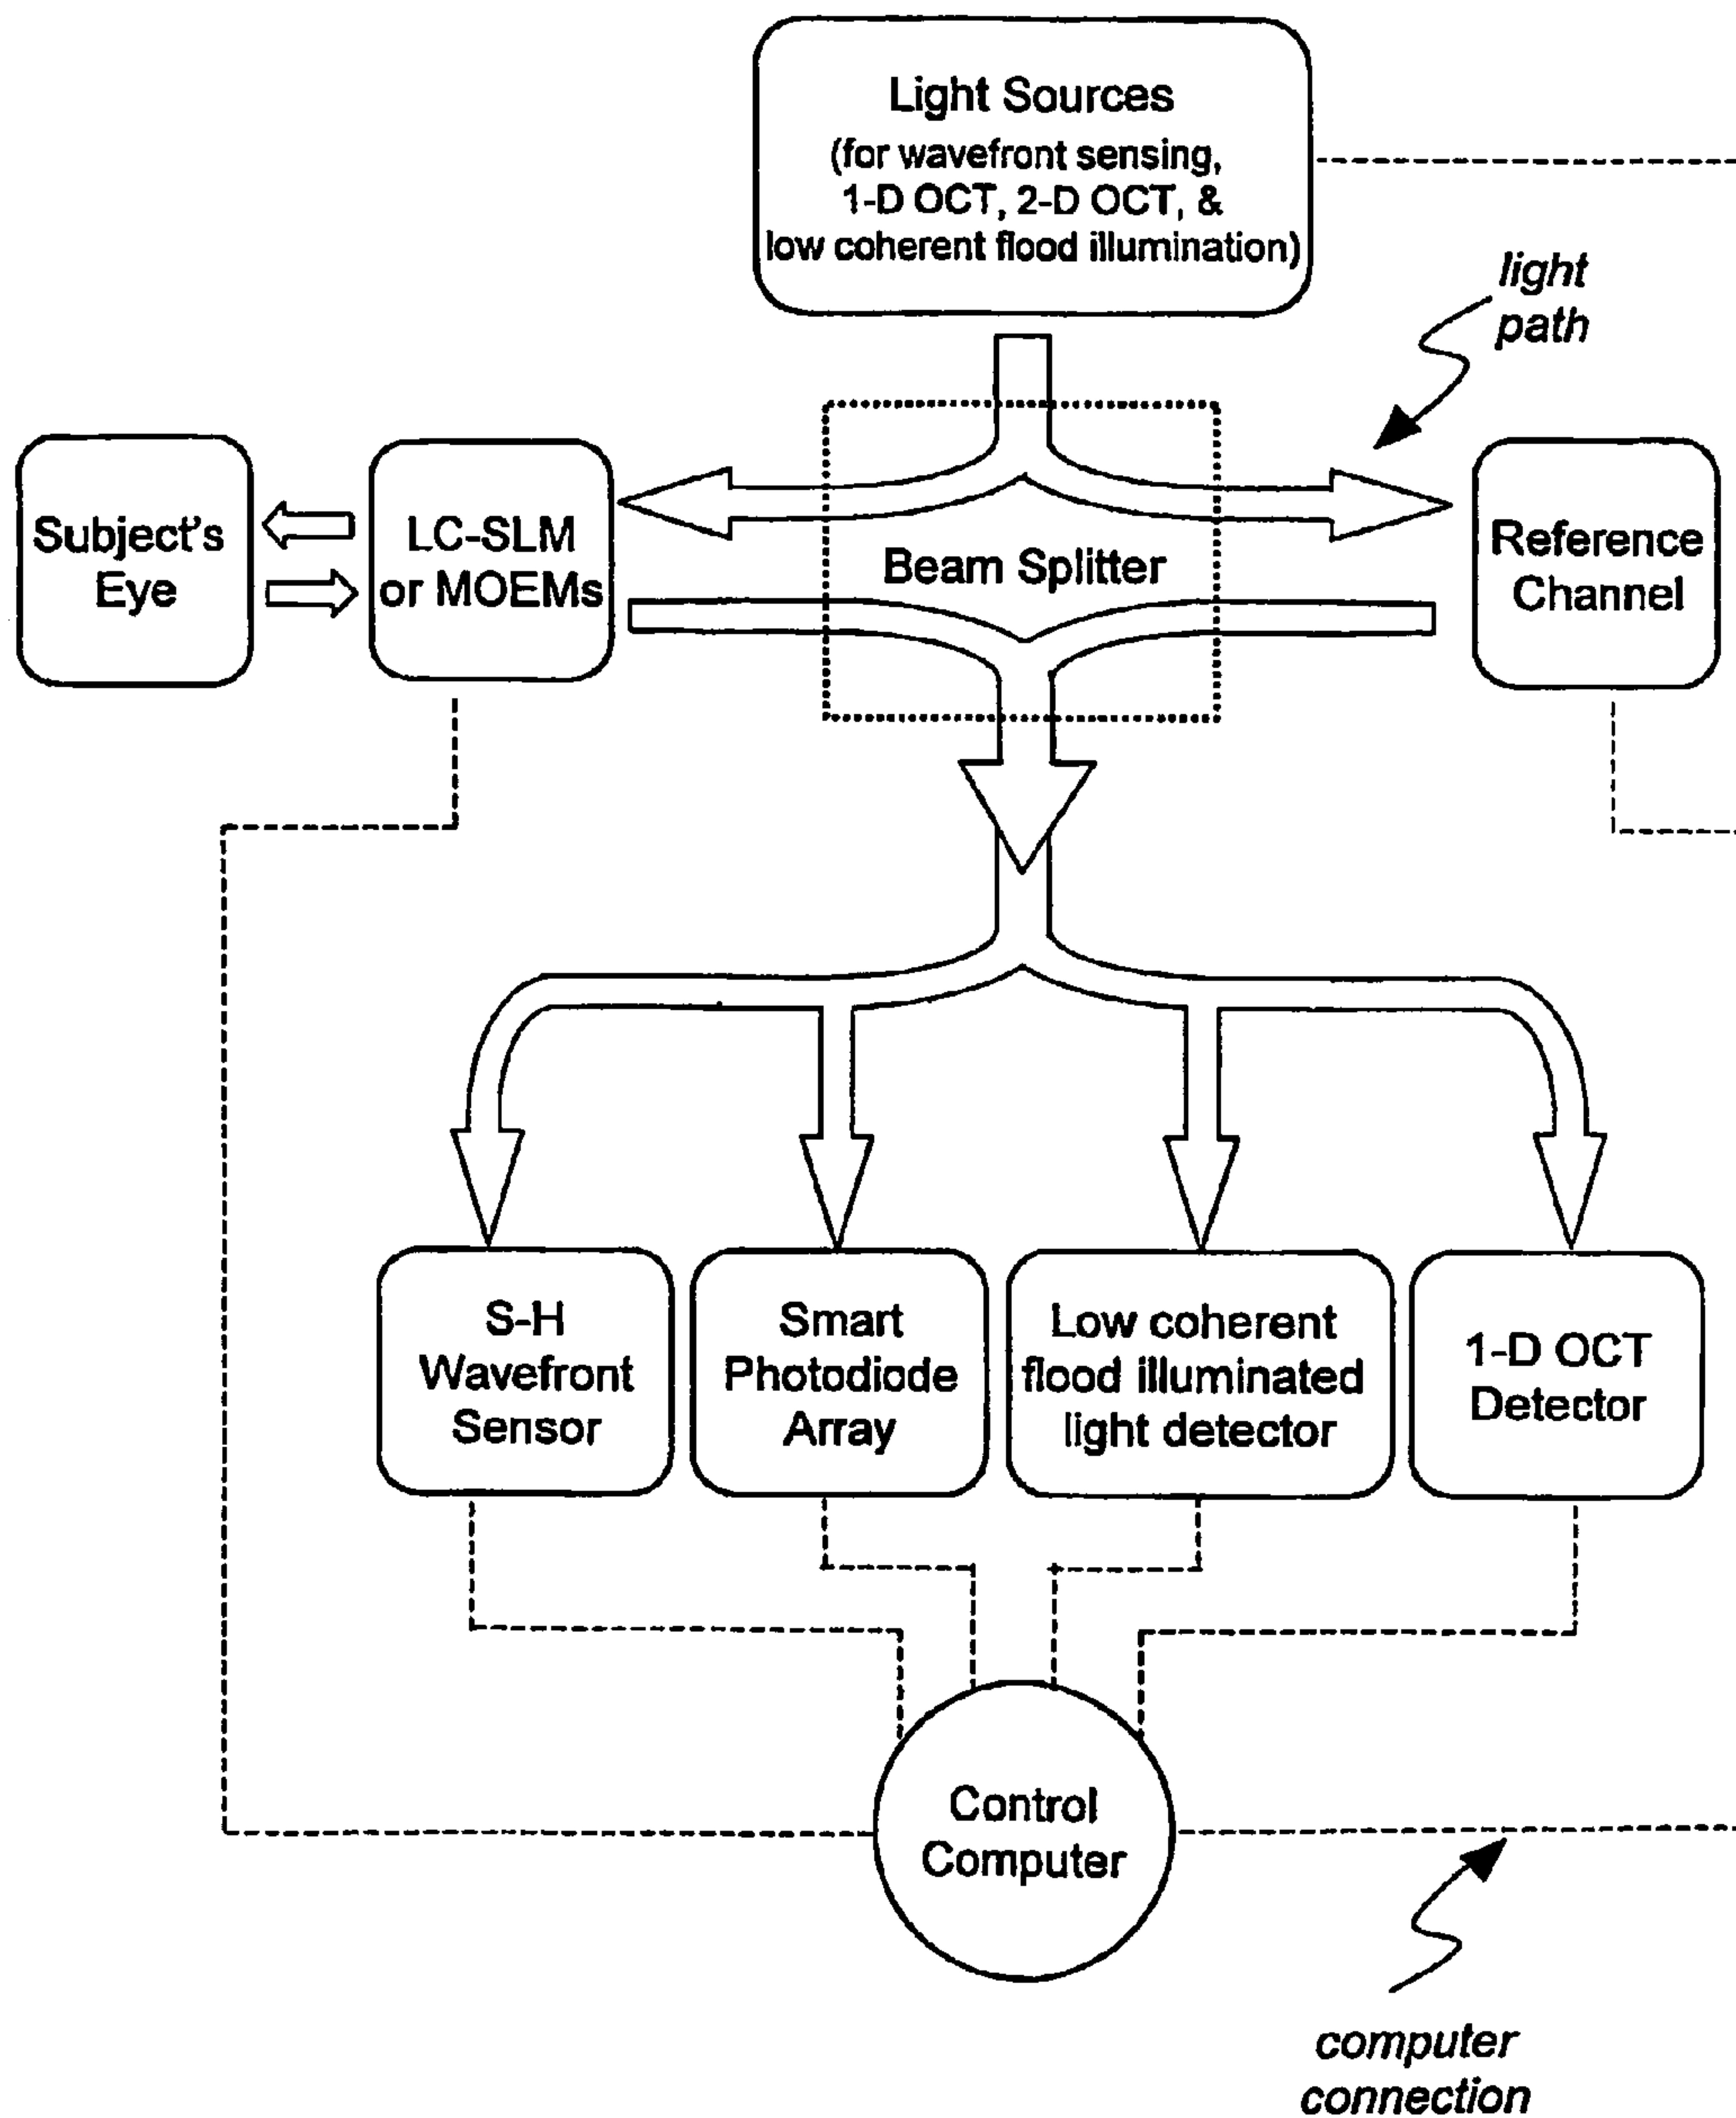 Light Sources
(for wavefront sensing,
1-D OCT, 2-D OCT, &
low coherent flood illumination)
light
path
Subject's
Eye
LC-SLM
or MOEMs
Beam Splitter
Reference
Channel
S-H
Wavefront
Sensor
Smart
Photodiode
Array
Low coherent
flood illuminated
light detector
1-D OCT
Detector
Control
Computer
computer
connection